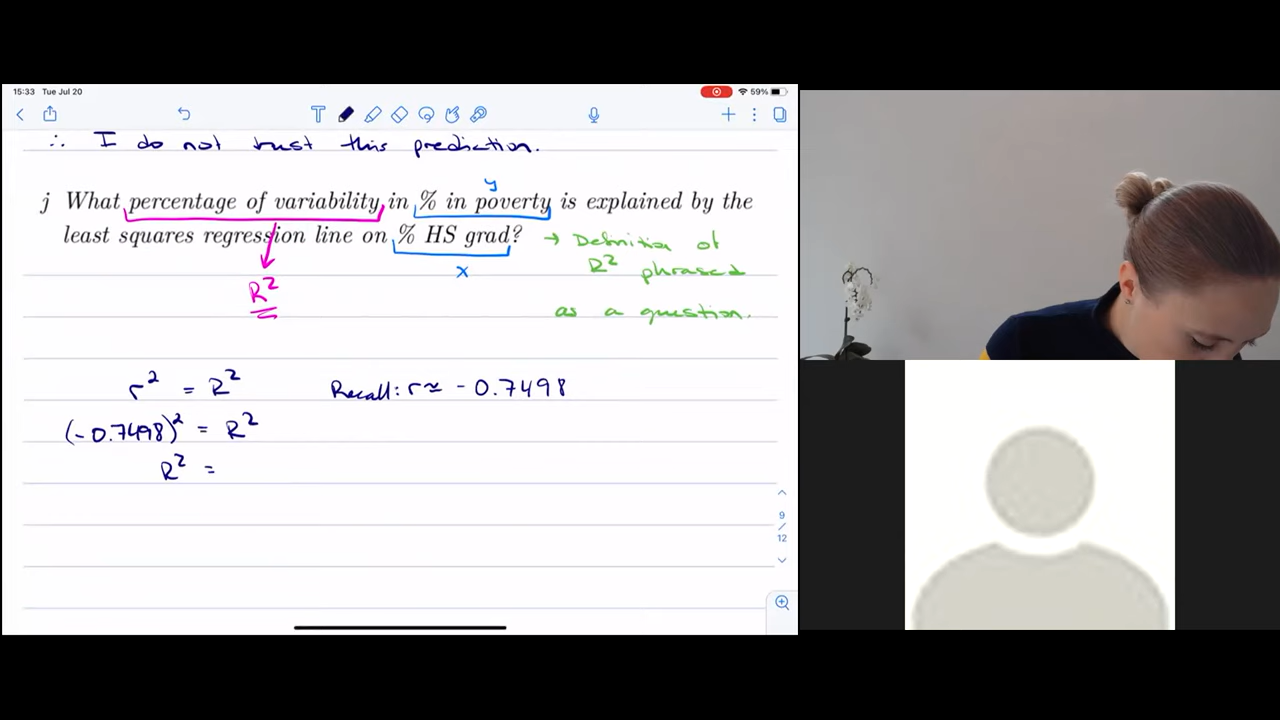 15:33 Tue Jul 20
59%
∴ I do not trust this prediction.
y
j What percentage of variability in % in poverty is explained by the
least squares regression line on % HS grad? → Definition of
x
R² phrased
R²
as a question.
r² = R² Recall: r ≈ -0.7498
(-0.7498)² = R²
R² =
9
/
12
T